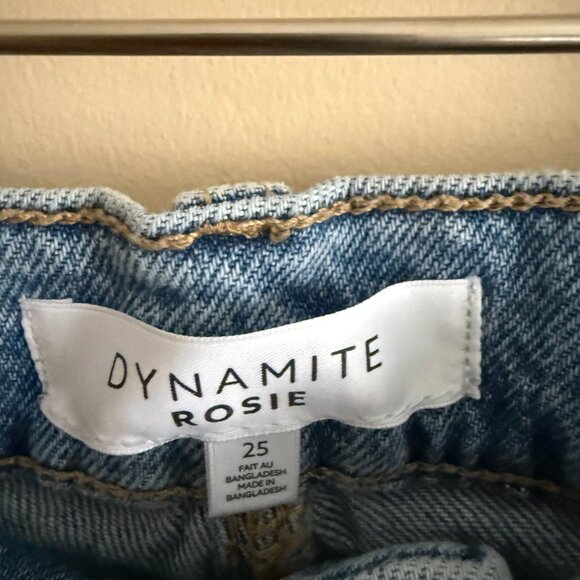 DYNAMITE
ROSIE
25
FAIT AU
BANGLADESH
MADE IN
BANGLADESH